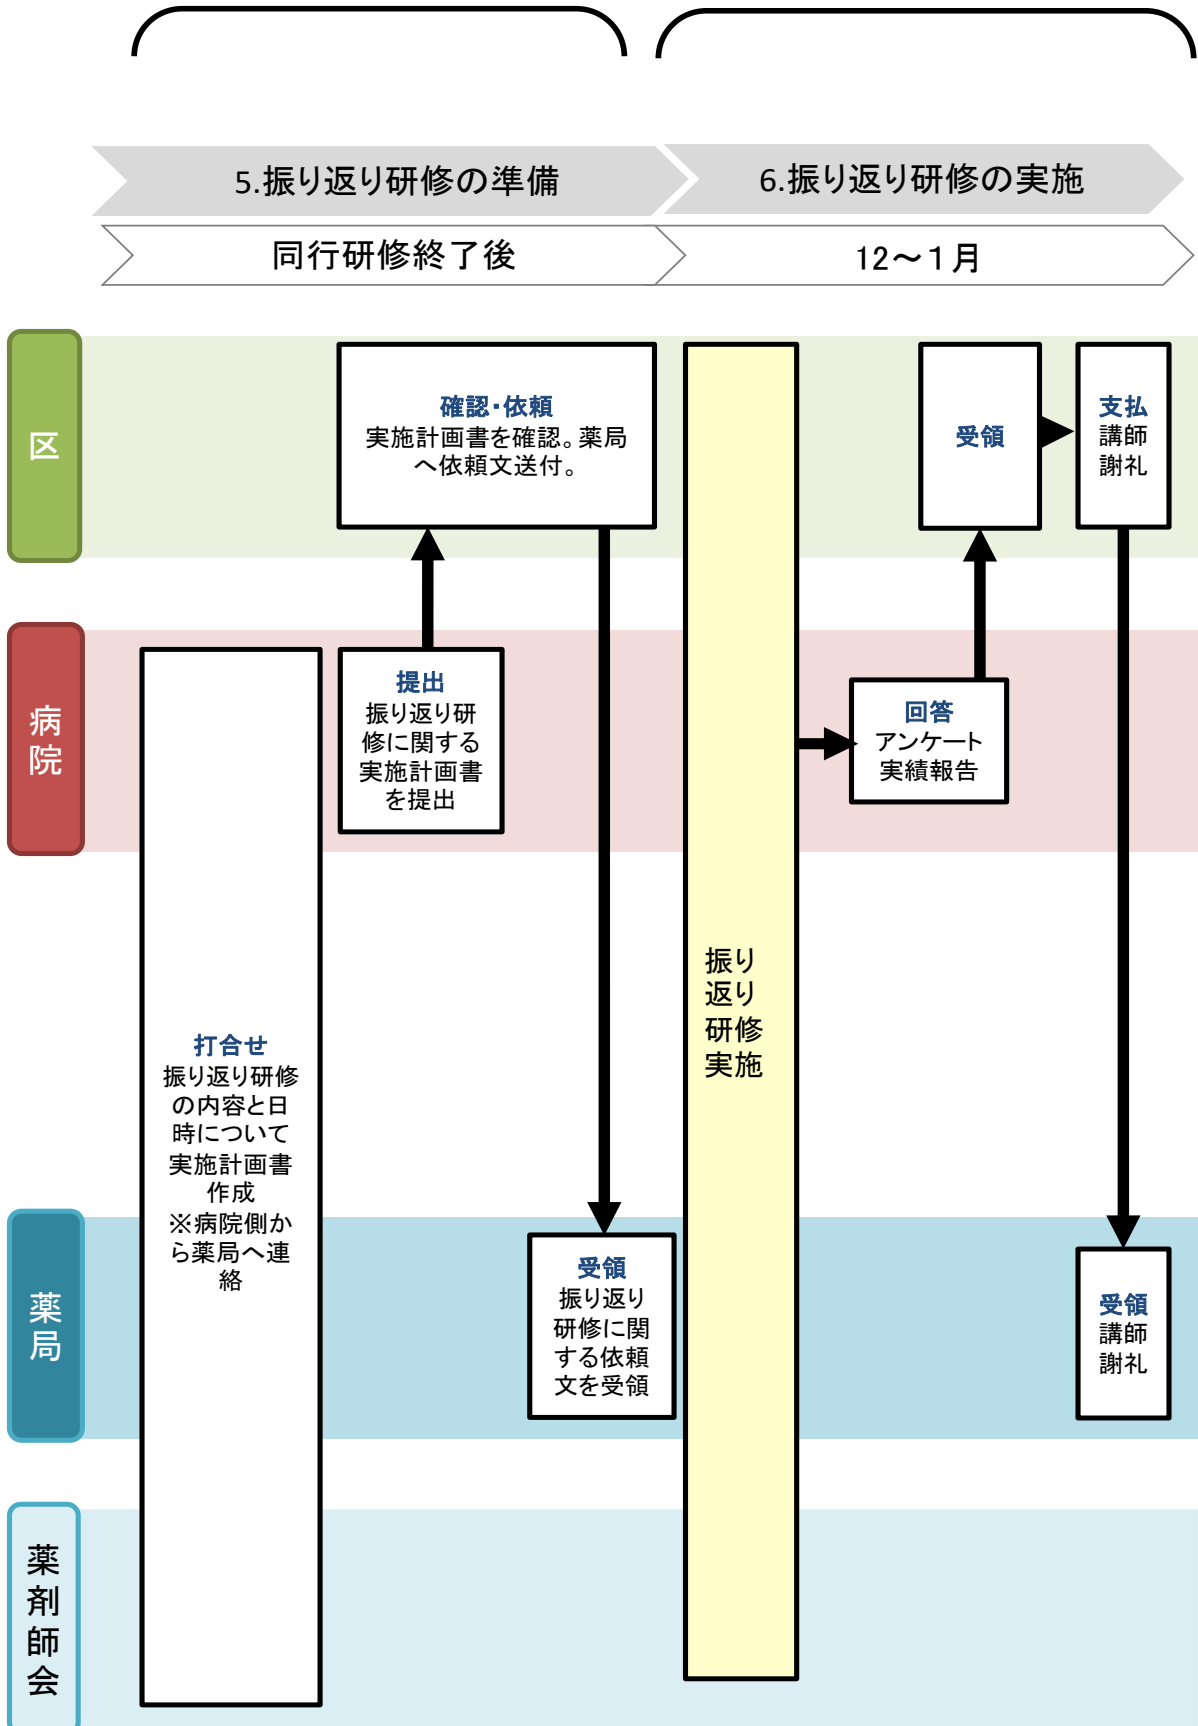 5.振り返り研修の準備
6.振り返り研修の実施
同行研修終了後
12～１月
区
確認・依頼
実施計画書を確認。薬局
へ依頼文送付。
受領
支払
講師
謝礼
病院
提出
振り返り研
修に関する
実施計画書
を提出
回答
アンケート
実績報告
打合せ
振り返り研修
の内容と日
時について
実施計画書
作成
※病院側か
ら薬局へ連
絡
振り
返り
研修
実施
薬局
受領
振り返り
研修に関
する依頼
文を受領
受領
講師
謝礼
薬剤師会